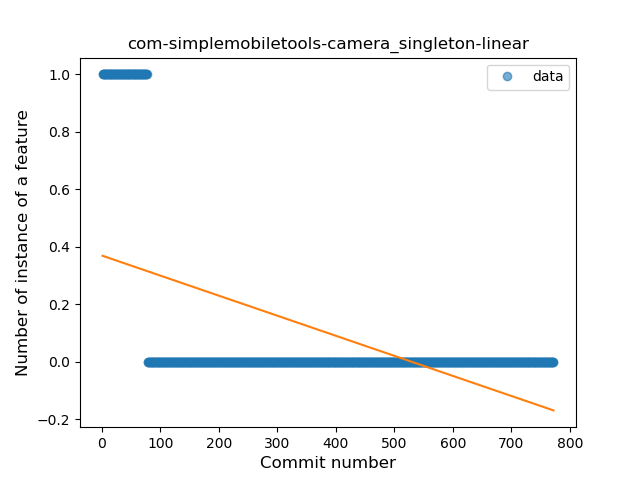 com-simplemobiletools-camera_singleton-linear
data
Number of instance of a feature
1.0
0.8
0.6
0.4
0.2
0.0
−0.2
0 100 200 300 400 500 600 700 800
Commit number